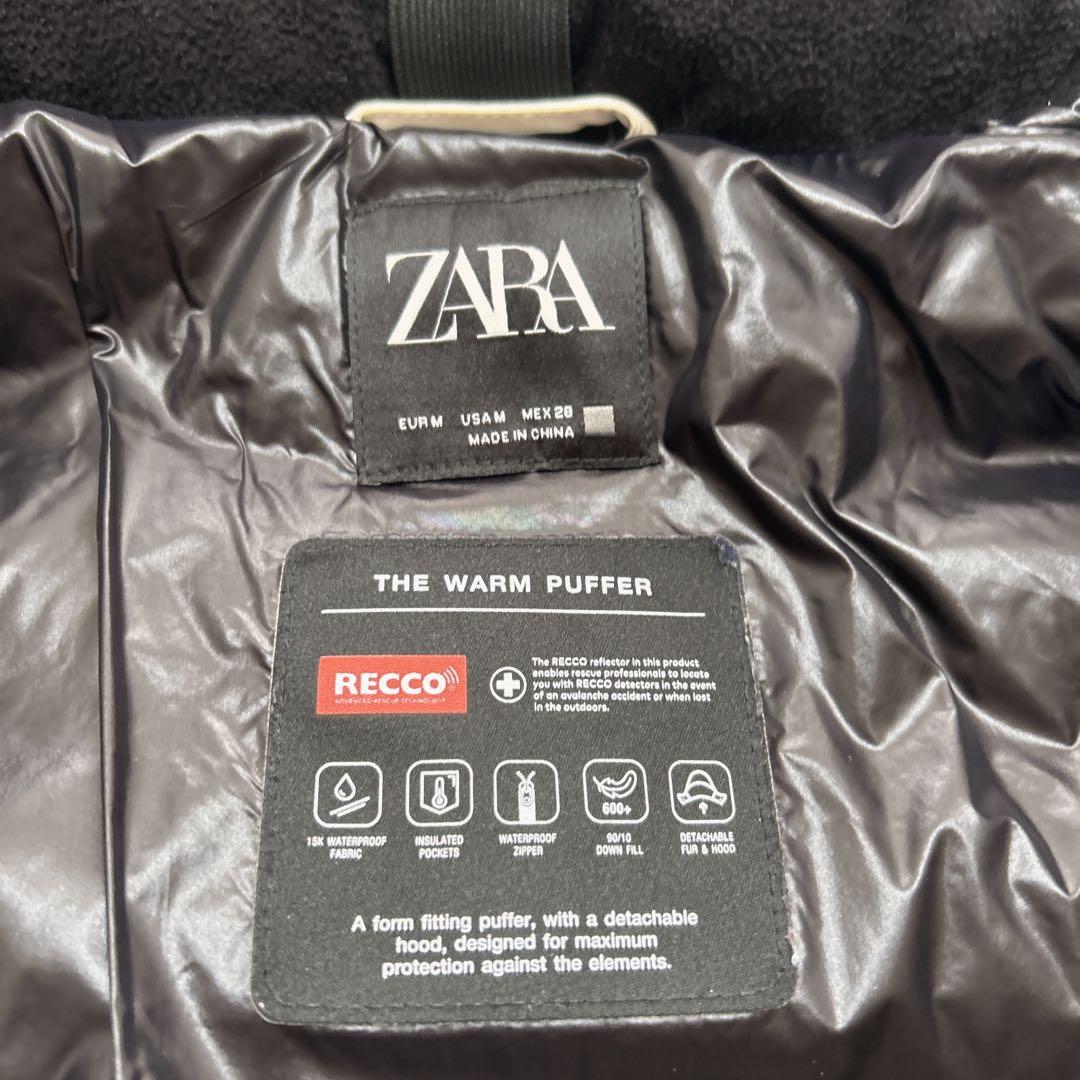 ZARA
EUR M USA M MEX 28
MADE IN CHINA
THE WARM PUFFER
RECCO
ADVANCED RESCUE TECHNOLOGY
The RECCO reflector in this product
enables rescue professionals to locate
you with RECCO detectors in the event
of an avalanche accident or when lost
in the outdoors.
15K WATERPROOF
FABRIC
INSULATED
POCKETS
WATERPROOF
ZIPPER
600+
90/10
DOWN FILL
DETACHABLE
FUR & HOOD
A form fitting puffer, with a detachable
hood, designed for maximum
protection against the elements.